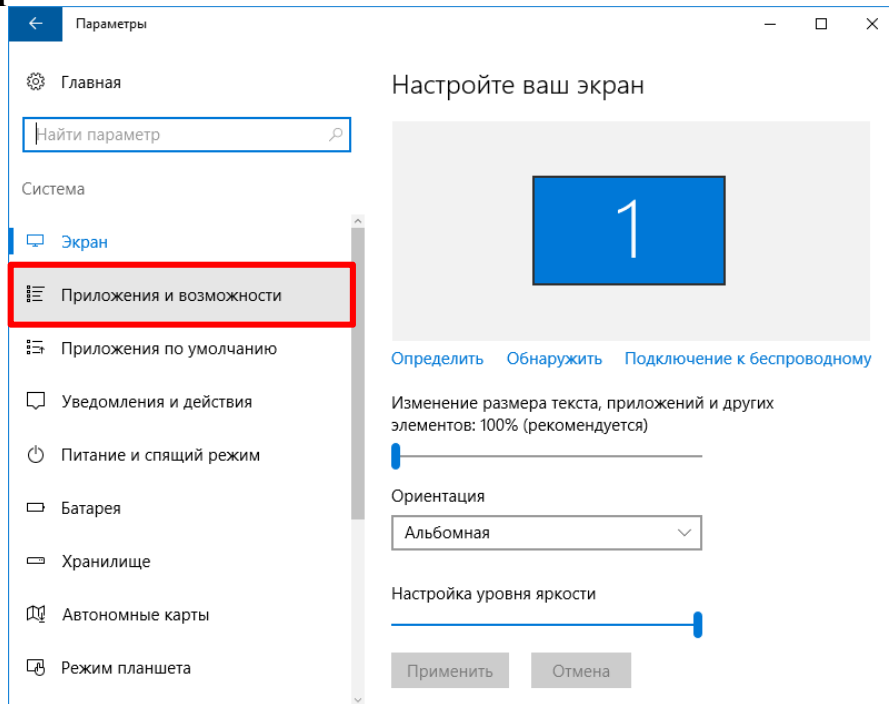 Параметры
Главная
Найти параметр
Система
Экран
Приложения и возможности
Приложения по умолчанию
Уведомления и действия
Питание и спящий режим
Батарея
Хранилище
Автономные карты
Режим планшета
Настройте ваш экран
1
Определить Обнаружить Подключение к беспроводному
Изменение размера текста, приложений и других
элементов: 100% (рекомендуется)
Ориентация
Альбомная
Настройка уровня яркости
Применить Отмена